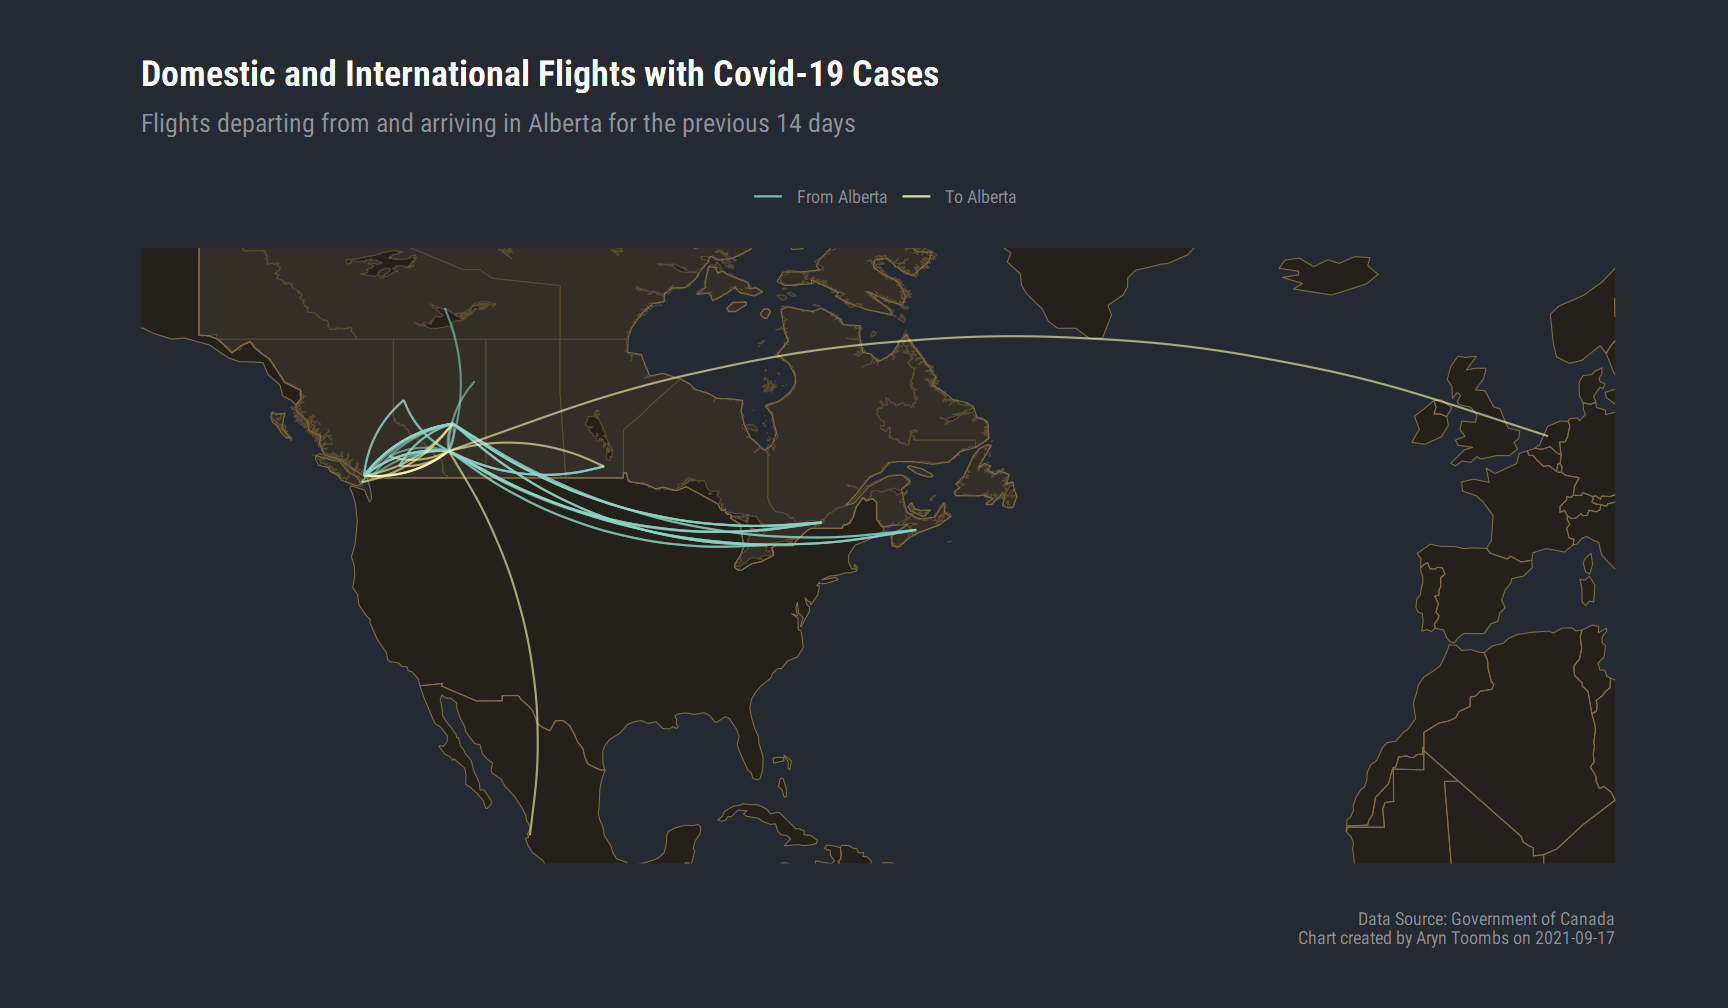 Domestic and International Flights with Covid-19 Cases
Flights departing from and arriving in Alberta for the previous 14 days
From Alberta To Alberta
Data Source: Government of Canada
Chart created by Aryn Toombs on 2021-09-17